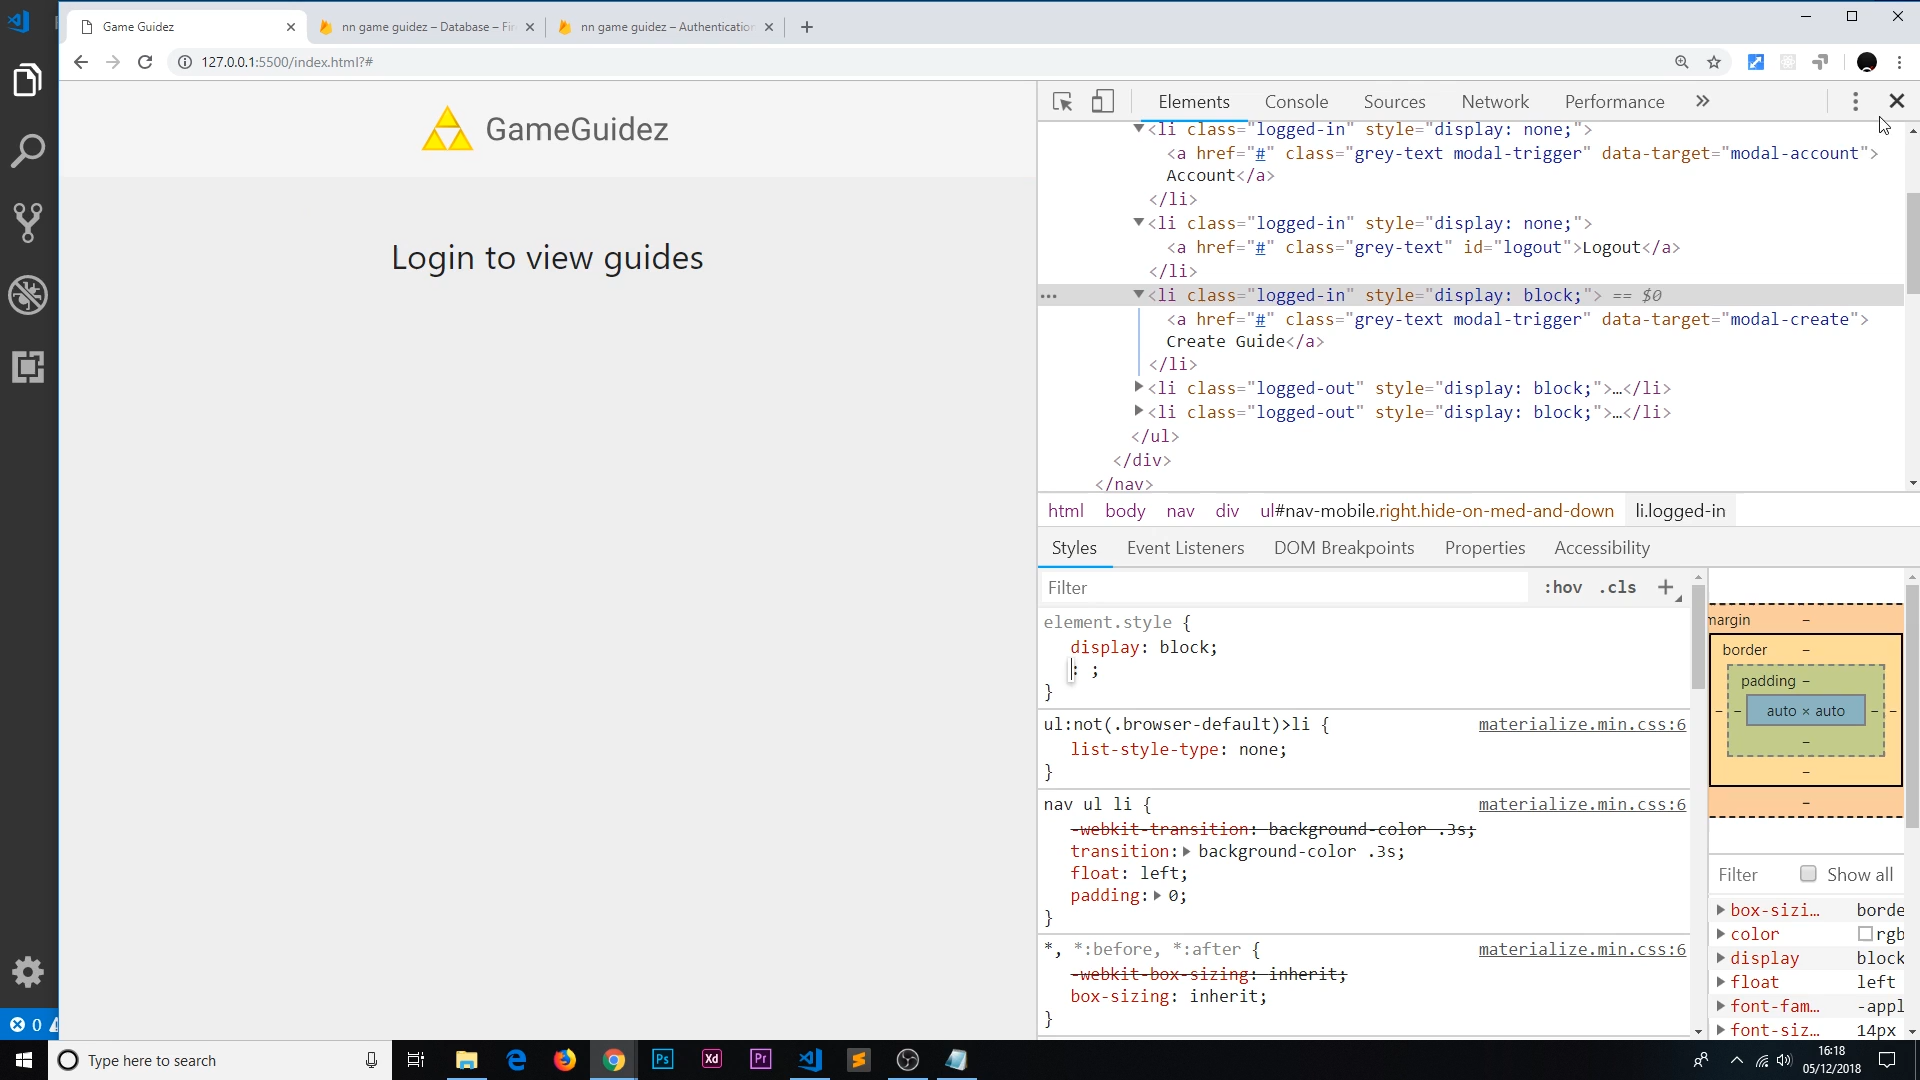 Game Guidez
nn game guidez – Database – Fir
nn game guidez – Authentication
127.0.0.1:5500/index.html?#
GameGuidez
Login to view guides
Elements Console Sources Network Performance »
<li class="logged-in" style="display: none;">
<a href="#" class="grey-text modal-trigger" data-target="modal-account">
Account</a>
</li>
<li class="logged-in" style="display: none;">
<a href="#" class="grey-text" id="logout">Logout</a>
</li>
<li class="logged-in" style="display: block;"> == $0
<a href="#" class="grey-text modal-trigger" data-target="modal-create">
Create Guide</a>
</li>
<li class="logged-out" style="display: block;">…</li>
<li class="logged-out" style="display: block;">…</li>
</ul>
</div>
</nav>
html body nav div ul#nav-mobile.right.hide-on-med-and-down li.logged-in
Styles Event Listeners DOM Breakpoints Properties Accessibility
Filter :hov .cls +
element.style {
display: block;
: ;
}
ul:not(.browser-default)>li { materialize.min.css:6
list-style-type: none;
}
nav ul li { materialize.min.css:6
-webkit-transition: background-color .3s;
transition: background-color .3s;
float: left;
padding: 0;
}
*, *:before, *:after { materialize.min.css:6
-webkit-box-sizing: inherit;
box-sizing: inherit;
}
margin –
border –
padding –
– – – auto × auto – – –
–
–
–
Filter Show all
box-sizi… borde
color rgb
display block
float left
font-fam… -appl
font-siz… 14px
0
Type here to search
Ps
Xd
Pr
16:18
05/12/2018